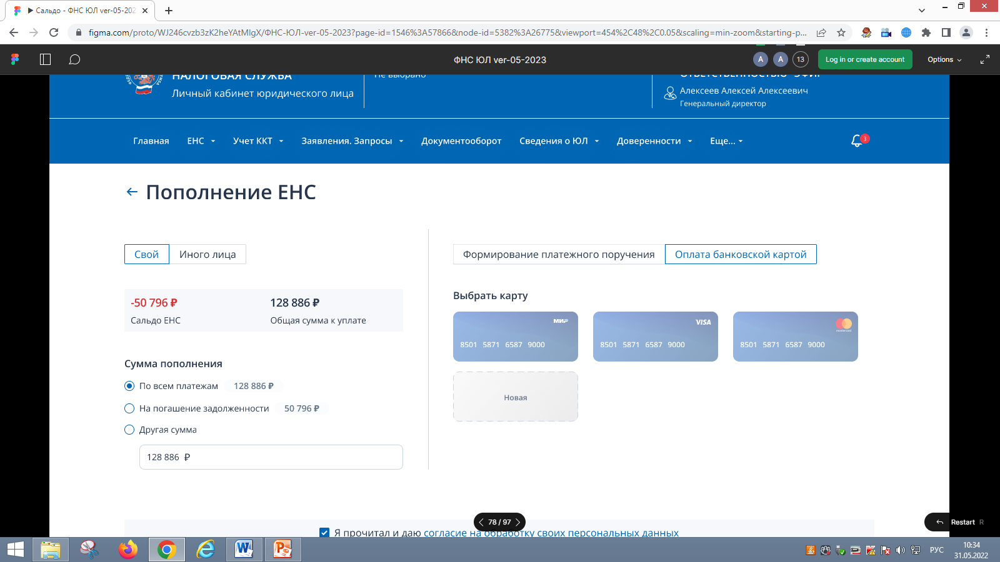 ▶ Сальдо - ФНС ЮЛ ver-05-202
figma.com/proto/WJ246cvzb3zK2heYAtMIgX/ФНС-ЮЛ-ver-05-2023?page-id=1546%3A57866&node-id=5382%3A26775&viewport=454%2C48%2C0.05&scaling=min-zoom&starting-p...
ФНС ЮЛ ver-05-2023
A A 13
Log in or create account
Options
НАЛОГОВАЯ СЛУЖБА
Личный кабинет юридического лица
Не выбрано
ОТВЕТСТВЕННОСТЬЮ "ЭФИР
Алексеев Алексей Алексеевич
Генеральный директор
Главная ЕНС Учет ККТ Заявления. Запросы Документооборот Сведения о ЮЛ Доверенности Еще... 3
← Пополнение ЕНС
Свой Иного лица
Формирование платежного поручения Оплата банковской картой
-50 796 ₽ 128 886 ₽
Сальдо ЕНС Общая сумма к уплате
Сумма пополнения
По всем платежам 128 886 ₽
На погашение задолженности 50 796 ₽
Другая сумма
128 886 ₽
Выбрать карту
МИР
8501 5871 6587 9000
VISA
8501 5871 6587 9000
mastercard
8501 5871 6587 9000
Новая
78 / 97
Restart R
Я прочитал и даю согласие на обработку своих персональных данных
РУС
10:34
31.05.2022